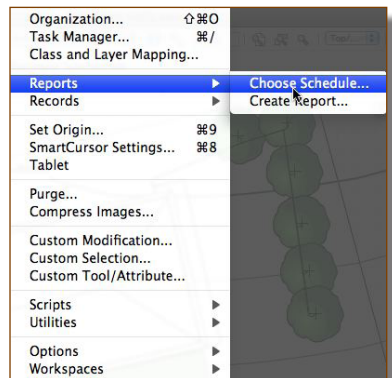 Organization... ⇧⌘O
Task Manager... ⌘/
Class and Layer Mapping...
Reports ▶ Choose Schedule...
Records ▶ Create Report...
Set Origin... ⌘9
SmartCursor Settings... ⌘8
Tablet
Purge...
Compress Images...
Custom Modification...
Custom Selection...
Custom Tool/Attribute...
Scripts ▶
Utilities ▶
Options ▶
Workspaces ▶